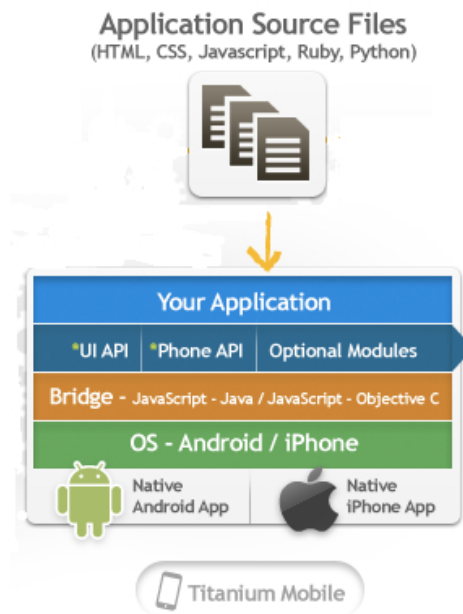 Application Source Files
(HTML, CSS, Javascript, Ruby, Python)
Your Application
*UI API *Phone API Optional Modules
Bridge - JavaScript - Java / JavaScript - Objective C
OS - Android / iPhone
Native
Android App
Native
iPhone App
Titanium Mobile